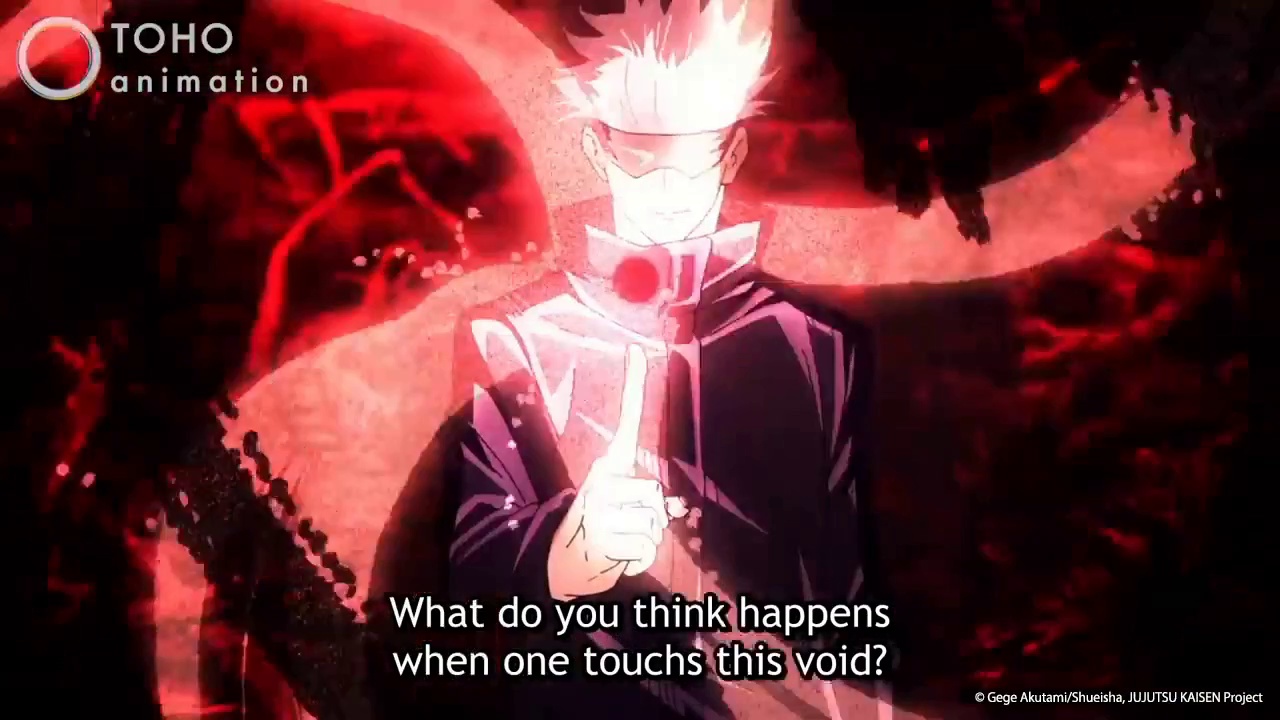 TOHO
animation
What do you think happens
when one touchs this void?
© Gege Akutami/Shueisha, JUJUTSU KAISEN Project